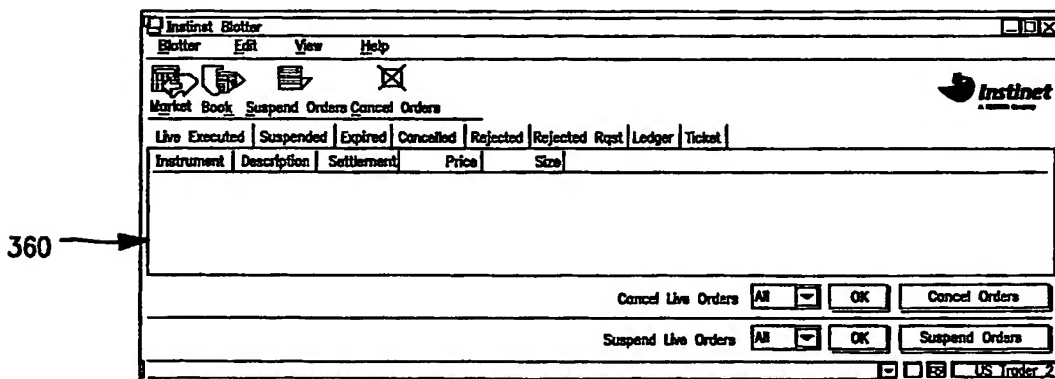 Instinst Blotter
Blotter Edit View Help
Market Book Suspend Orders Cancel Orders
Instinet
Live Executed Suspended Expired Cancelled Rejected Rejected Rqst Ledger Ticket
Instrument Description Settlement Price Size
360
Cancel Live Orders All OK Cancel Orders
Suspend Live Orders All OK Suspend Orders
US Trader 2